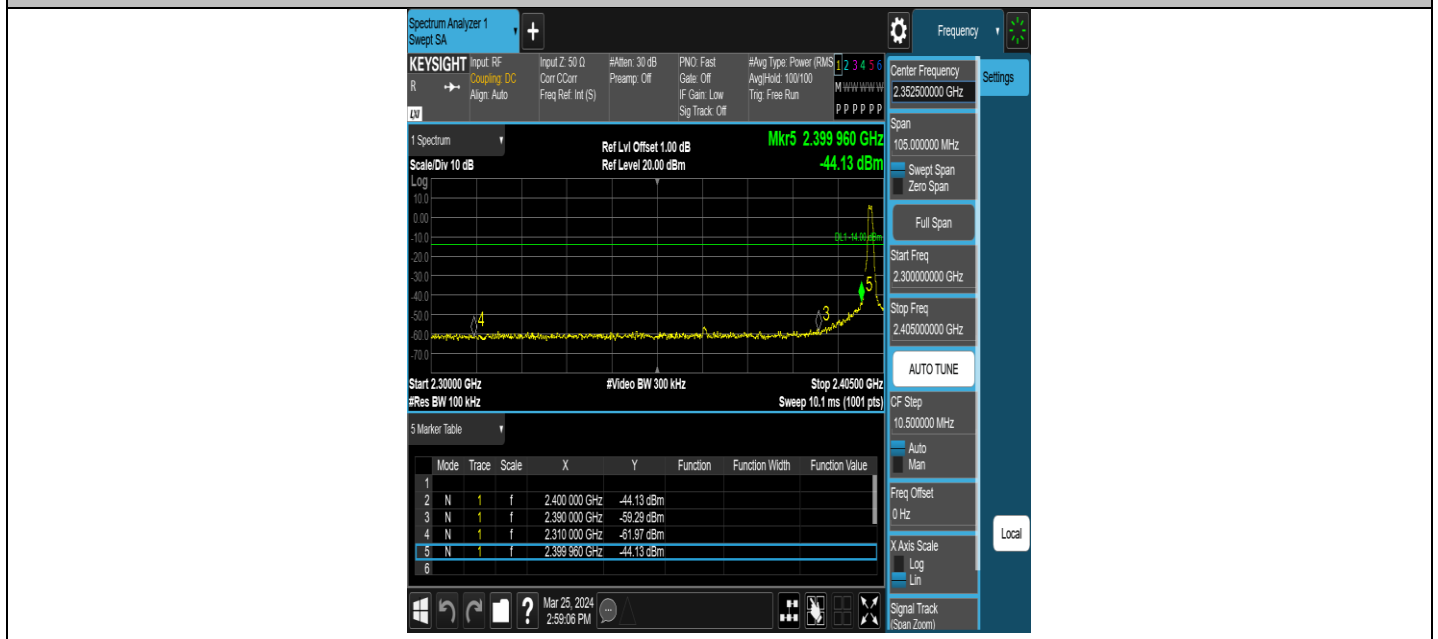 Spectrum Analyzer 1
Swept SA
+
Frequency
KEYSIGHT
R
LXI
Input: RF
Coupling: DC
Align: Auto
Input Z: 50 Ω
Corr CCorr
Freq Ref: Int (S)
#Atten: 30 dB
Preamp: Off
PNO: Fast
Gate: Off
IF Gain: Low
Sig Track: Off
#Avg Type: Power (RMS
Avg|Hold: 100/100
Trig: Free Run
1 2 3 4 5 6
M W W W W W
P P P P P P
1 Spectrum
Scale/Div 10 dB
Ref Lvl Offset 1.00 dB
Ref Level 20.00 dBm
Mkr5 2.399 960 GHz
-44.13 dBm
Log
10.0
0.00
-10.0
-20.0
-30.0
-40.0
-50.0
-60.0
-70.0
DL1 -14.00 dBm
4
3
5
Start 2.30000 GHz
#Video BW 300 kHz
Stop 2.40500 GHz
#Res BW 100 kHz
Sweep 10.1 ms (1001 pts)
5 Marker Table
Mode Trace Scale X Y Function Function Width Function Value
1
2 N 1 f 2.400 000 GHz -44.13 dBm
3 N 1 f 2.390 000 GHz -59.29 dBm
4 N 1 f 2.310 000 GHz -61.97 dBm
5 N 1 f 2.399 960 GHz -44.13 dBm
6
?
Mar 25, 2024
2:59:06 PM
Center Frequency
2.352500000 GHz
Settings
Span
105.000000 MHz
Swept Span
Zero Span
Full Span
Start Freq
2.300000000 GHz
Stop Freq
2.405000000 GHz
AUTO TUNE
CF Step
10.500000 MHz
Auto
Man
Freq Offset
0 Hz
X Axis Scale
Log
Lin
Local
Signal Track
(Span Zoom)